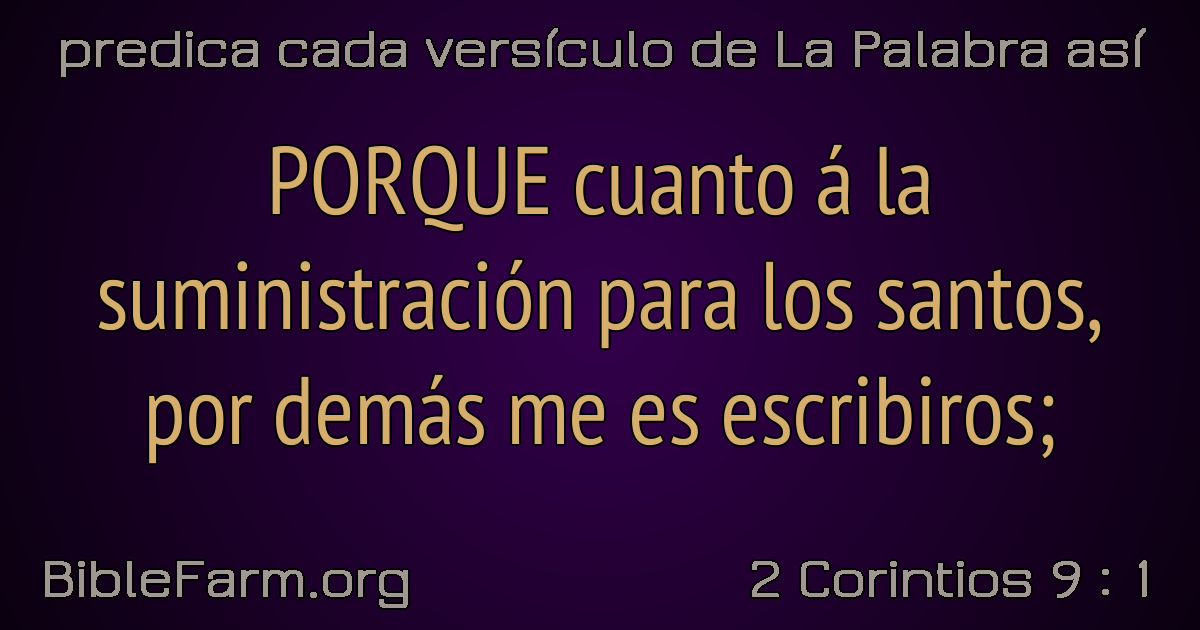 predica cada versículo de La Palabra así
PORQUE cuanto á la
suministración para los santos,
por demás me es escribiros;
BibleFarm.org
2 Corintios 9 : 1